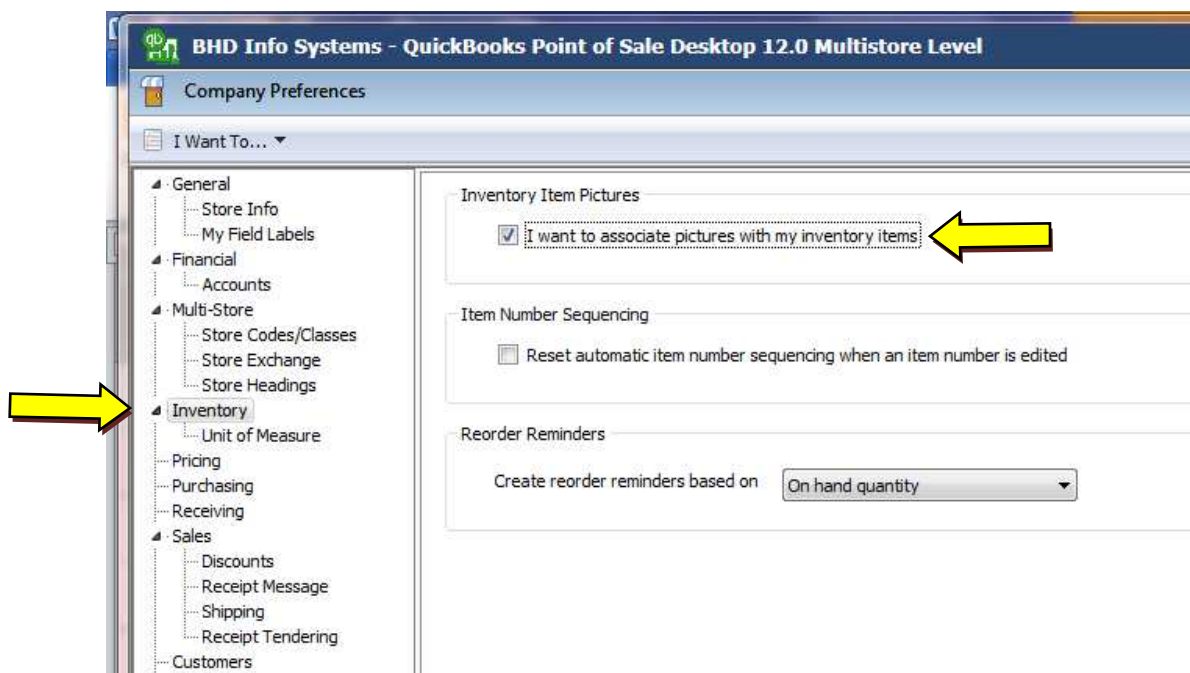 BHD Info Systems - QuickBooks Point of Sale Desktop 12.0 Multistore Level
Company Preferences
I Want To...
General
Store Info
My Field Labels
Financial
Accounts
Multi-Store
Store Codes/Classes
Store Exchange
Store Headings
Inventory
Unit of Measure
Pricing
Purchasing
Receiving
Sales
Discounts
Receipt Message
Shipping
Receipt Tendering
Customers
Inventory Item Pictures
I want to associate pictures with my inventory items
Item Number Sequencing
Reset automatic item number sequencing when an item number is edited
Reorder Reminders
Create reorder reminders based on On hand quantity